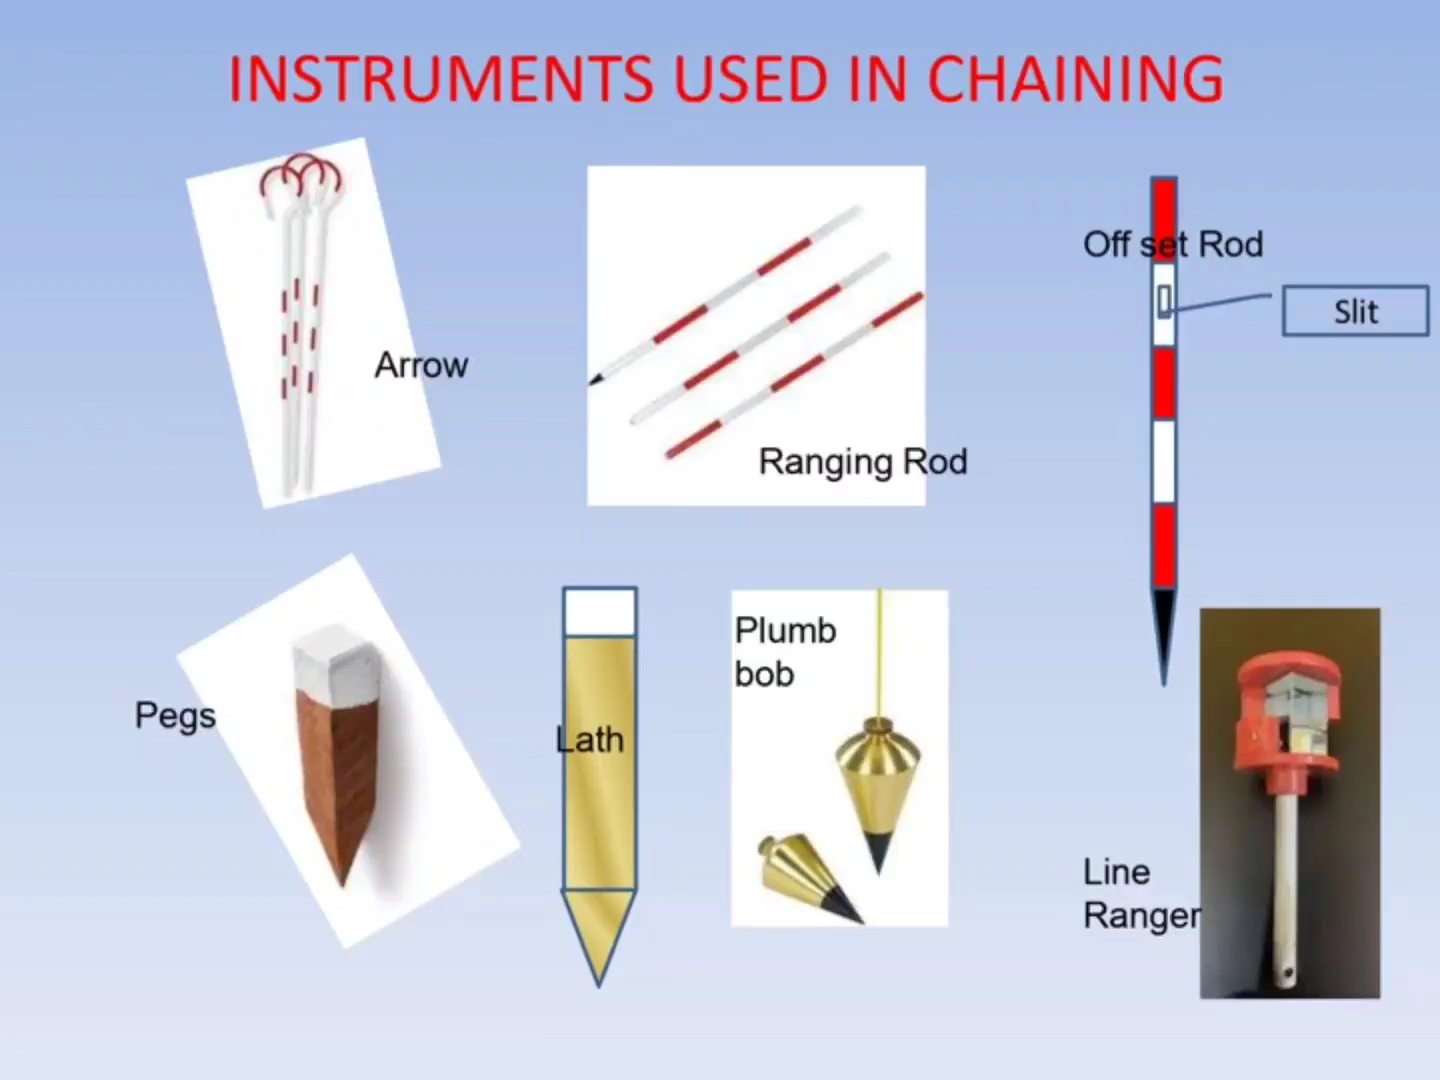 INSTRUMENTS USED IN CHAINING
Off set Rod
Slit
Arrow
Ranging Rod
Plumb
bob
Pegs
Lath
Line
Ranger